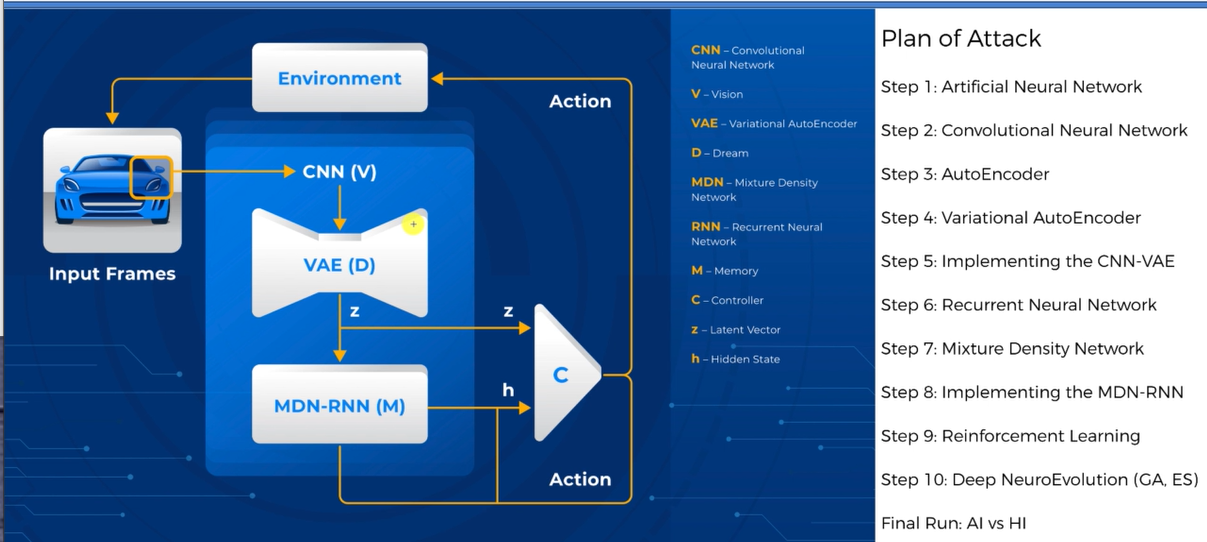 Environment
Action
Input Frames
CNN (V)
VAE (D)
z
z
MDN-RNN (M)
h
C
Action
CNN – Convolutional
Neural Network
V – Vision
VAE – Variational AutoEncoder
D – Dream
MDN – Mixture Density
Network
RNN – Recurrent Neural
Network
M – Memory
C – Controller
z – Latent Vector
h – Hidden State
Plan of Attack
Step 1: Artificial Neural Network
Step 2: Convolutional Neural Network
Step 3: AutoEncoder
Step 4: Variational AutoEncoder
Step 5: Implementing the CNN-VAE
Step 6: Recurrent Neural Network
Step 7: Mixture Density Network
Step 8: Implementing the MDN-RNN
Step 9: Reinforcement Learning
Step 10: Deep NeuroEvolution (GA, ES)
Final Run: AI vs HI